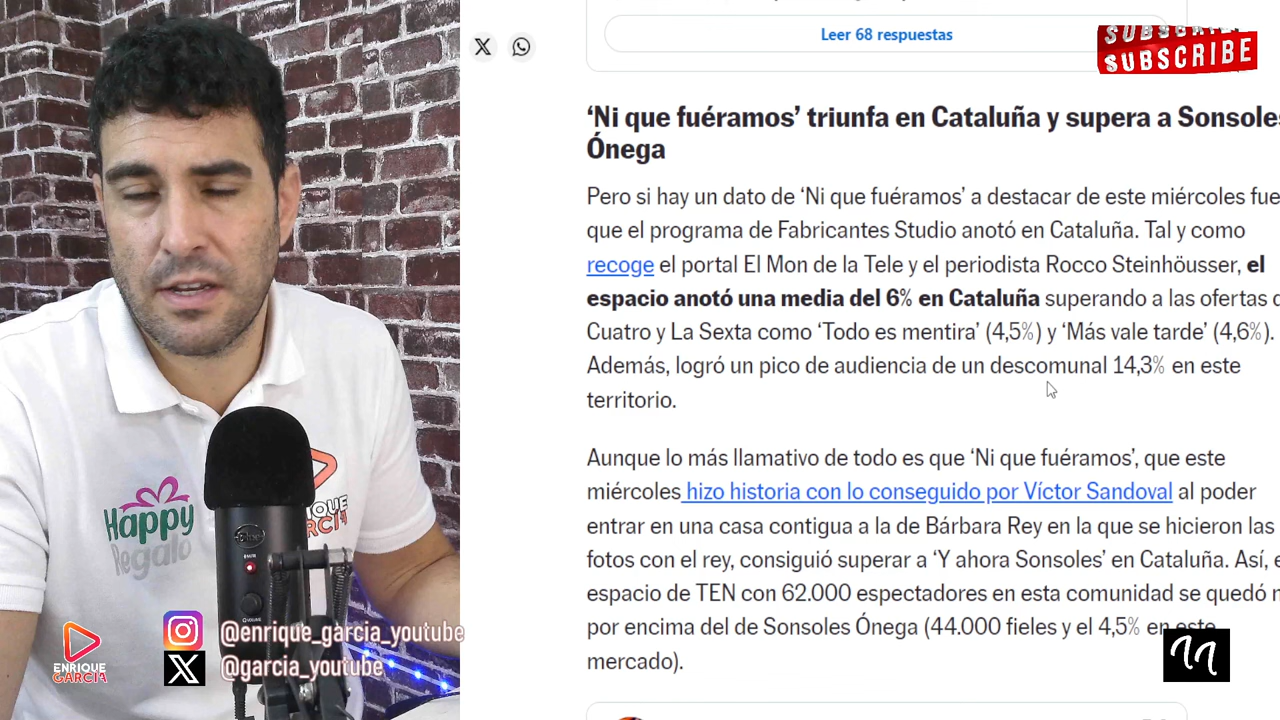 Leer 68 respuestas
SUBSCRIBE
SUBSCRIBE
‘Ni que fuéramos’ triunfa en Cataluña y supera a Sonsoles
Ónega
Pero si hay un dato de ‘Ni que fuéramos’ a destacar de este miércoles fue
que el programa de Fabricantes Studio anotó en Cataluña. Tal y como
recoge el portal El Mon de la Tele y el periodista Rocco Steinhöusser, el
espacio anotó una media del 6% en Cataluña superando a las ofertas
Cuatro y La Sexta como ‘Todo es mentira’ (4,5%) y ‘Más vale tarde’ (4,6%).
Además, logró un pico de audiencia de un descomunal 14,3% en este
territorio.
Aunque lo más llamativo de todo es que ‘Ni que fuéramos’, que este
miércoles hizo historia con lo conseguido por Víctor Sandoval al poder
entrar en una casa contigua a la de Bárbara Rey en la que se hicieron las
fotos con el rey, consiguió superar a ‘Y ahora Sonsoles’ en Cataluña. Así,
espacio de TEN con 62.000 espectadores en esta comunidad se quedó
por encima del de Sonsoles Ónega (44.000 fieles y el 4,5% en este
mercado).
Happy
Regalo
ENRIQUE
GARCIA
@enrique_garcia_youtube
@garcia_youtube